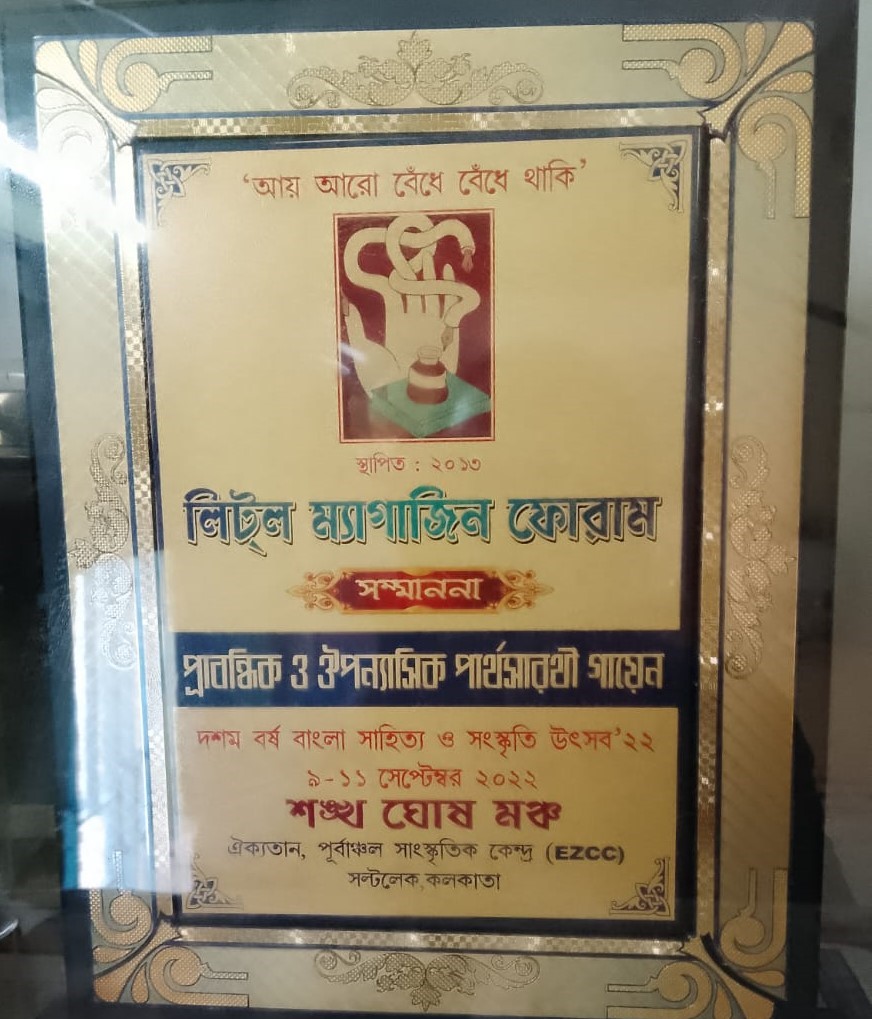 ‘আয় আরো বেঁধে বেঁধে থাকি’
স্থাপিত : ২০১৩
লিট্‌ল ম্যাগাজিন ফোরাম
সম্মাননা
প্রাবন্ধিক ও ঔপন্যাসিক পার্থসারথী গায়েন
দশম বর্ষ বাংলা সাহিত্য ও সংস্কৃতি উৎসব’২২
৯-১১ সেপ্টেম্বর ২০২২
শঙ্খ ঘোষ মঞ্চ
ঐক্যতান, পূর্বাঞ্চল সাংস্কৃতিক কেন্দ্র (EZCC)
সল্টলেক, কলকাতা